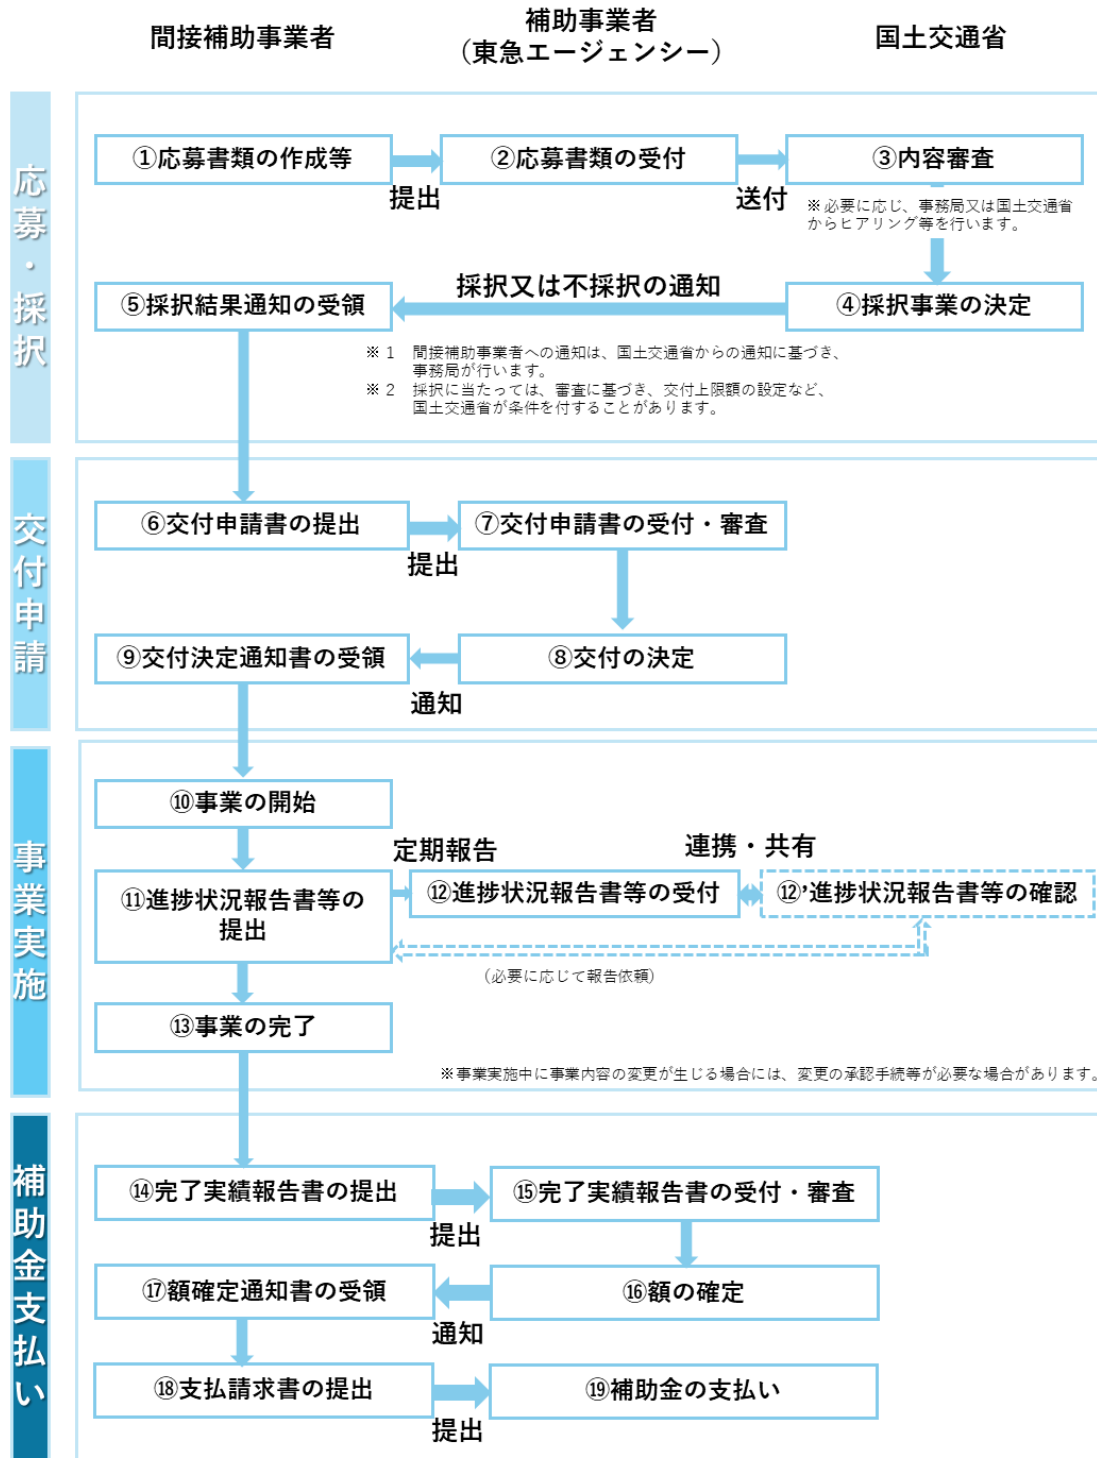 間接補助事業者
補助事業者
（東急エージェンシー）
国土交通省
応募・採択
①応募書類の作成等
提出
②応募書類の受付
送付
③内容審査
※必要に応じ、事務局又は国土交通省
からヒアリング等を行います。
④採択事業の決定
採択又は不採択の通知
⑤採択結果通知の受領
※１　間接補助事業者への通知は、国土交通省からの通知に基づき、
事務局が行います。
※２　採択に当たっては、審査に基づき、交付上限額の設定など、
国土交通省が条件を付することがあります。
交付申請
⑥交付申請書の提出
提出
⑦交付申請書の受付・審査
⑧交付の決定
通知
⑨交付決定通知書の受領
事業実施
⑩事業の開始
⑪進捗状況報告書等の
提出
定期報告
⑫進捗状況報告書等の受付
連携・共有
⑫’進捗状況報告書等の確認
（必要に応じて報告依頼）
⑬事業の完了
※事業実施中に事業内容の変更が生じる場合には、変更の承認手続等が必要な場合があります。
補助金支払い
⑭完了実績報告書の提出
提出
⑮完了実績報告書の受付・審査
⑯額の確定
通知
⑰額確定通知書の受領
⑱支払請求書の提出
提出
⑲補助金の支払い